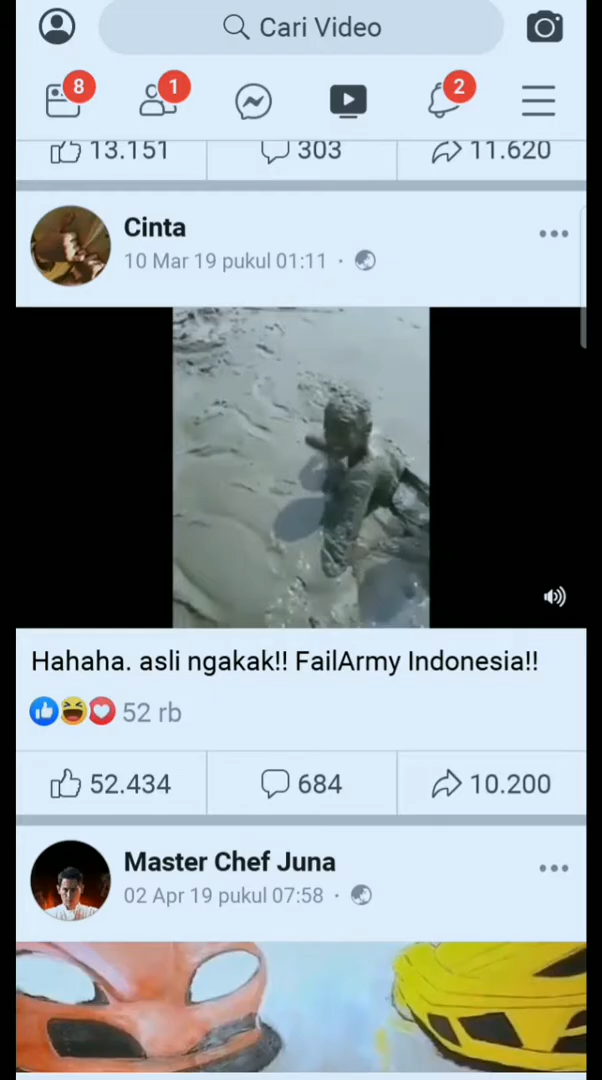 Cari Video
8
1
2
13.151
303
11.620
Cinta
10 Mar 19 pukul 01:11 ·
Hahaha. asli ngakak!! FailArmy Indonesia!!
52 rb
52.434
684
10.200
Master Chef Juna
02 Apr 19 pukul 07:58 ·